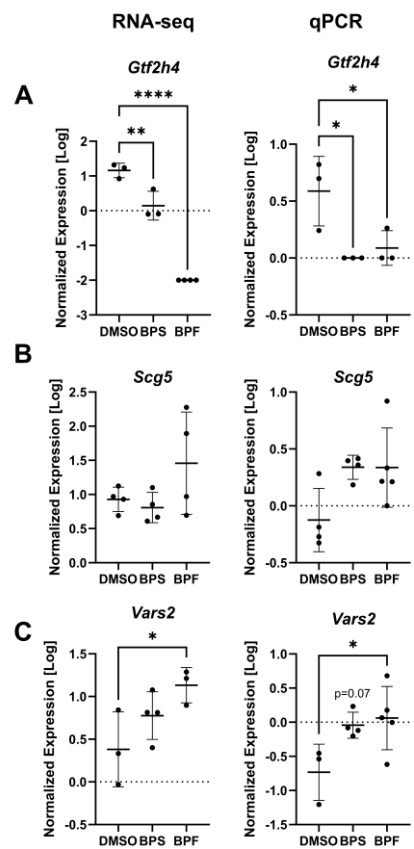 RNA-seq
qPCR
A
Gtf2h4
****
**
Normalized Expression [Log]
2
1
0
-1
-2
-3
DMSO BPS BPF
Gtf2h4
*
*
Normalized Expression [Log]
1.0
0.5
0.0
-0.5
DMSO BPS BPF
B
Scg5
Normalized Expression [Log]
2.5
2.0
1.5
1.0
0.5
0.0
DMSO BPS BPF
Scg5
Normalized Expression [Log]
1.0
0.5
0.0
-0.5
DMSO BPS BPF
C
Vars2
*
Normalized Expression [Log]
1.5
1.0
0.5
0.0
-0.5
DMSO BPS BPF
Vars2
*
p=0.07
Normalized Expression [Log]
1.0
0.5
0.0
-0.5
-1.0
-1.5
DMSO BPS BPF